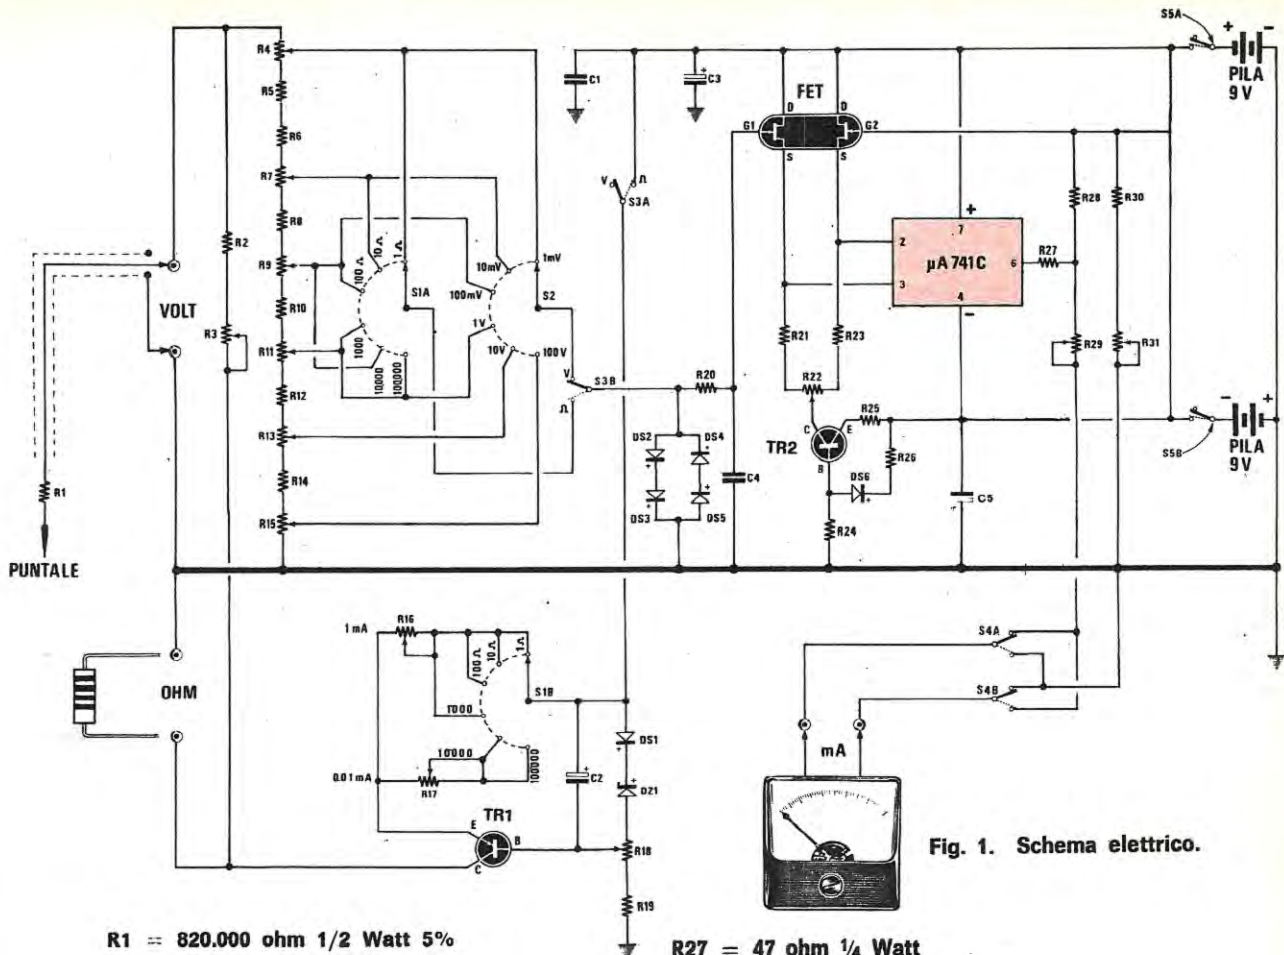 S5A
+ -
PILA
9 V
R4
R5
R6
R7
R8
R9
R10
R11
R12
R13
R14
R15
R2
R3
VOLT
R1
PUNTALE
1 Ω
10 Ω
100 Ω
1000
10000
100000
S1A
1mV
10mV
100mV
1V
10V
100V
S2
V
Ω
S3B
C1
C3
+
V
Ω
S3A
FET
D
D
G1
G2
S
S
R20
DS2
DS4
DS3
DS5
C4
R21
R23
R22
C
E
B
TR2
R25
R26
DS6
R24
+
7
2
µA 741C
6
3
4
-
R27
R28
R30
R29
R31
C5
- +
PILA
9 V
S5B
OHM
1 mA
R16
1 Ω
10 Ω
100 Ω
1000
10000
100000
S1B
0.01 mA
R17
C2
TR1
E
B
C
DS1
DZ1
R18
R19
S4A
S4B
mA
Fig. 1. Schema elettrico.
R1 = 820.000 ohm 1/2 Watt 5%
R27 = 47 ohm ¼ Watt